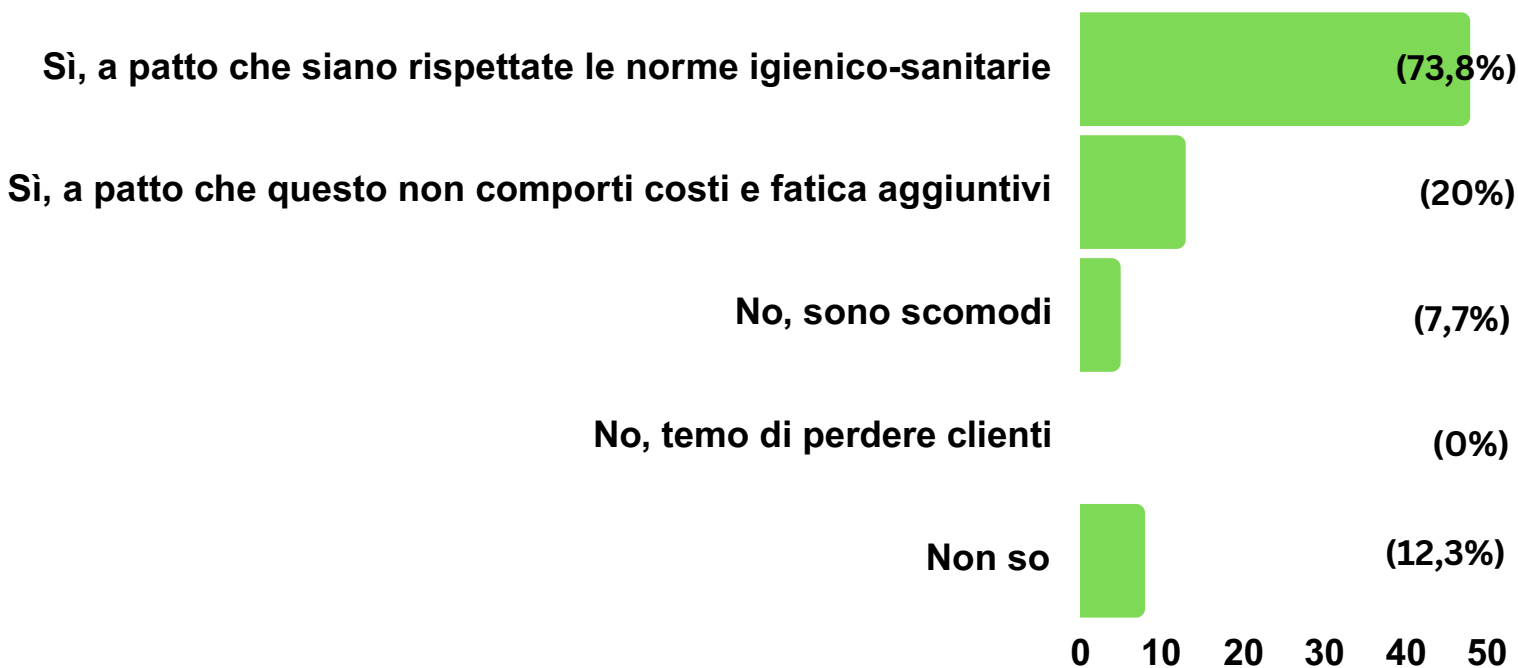 Sì, a patto che siano rispettate le norme igienico-sanitarie (73,8%)
Sì, a patto che questo non comporti costi e fatica aggiuntivi (20%)
No, sono scomodi (7,7%)
No, temo di perdere clienti (0%)
Non so (12,3%)
0 10 20 30 40 50